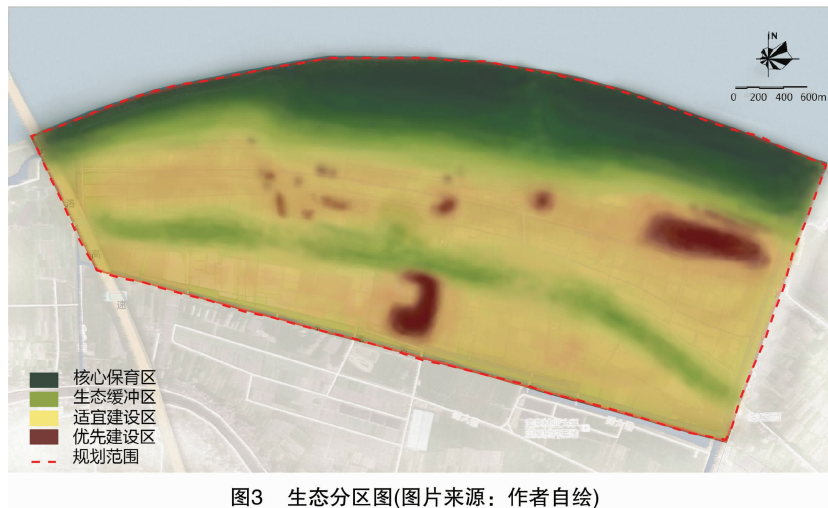 N
0 200 400 600m
速
核心保育区
生态缓冲区
适宜建设区
优先建设区
规划范围
图3 生态分区图(图片来源：作者自绘)